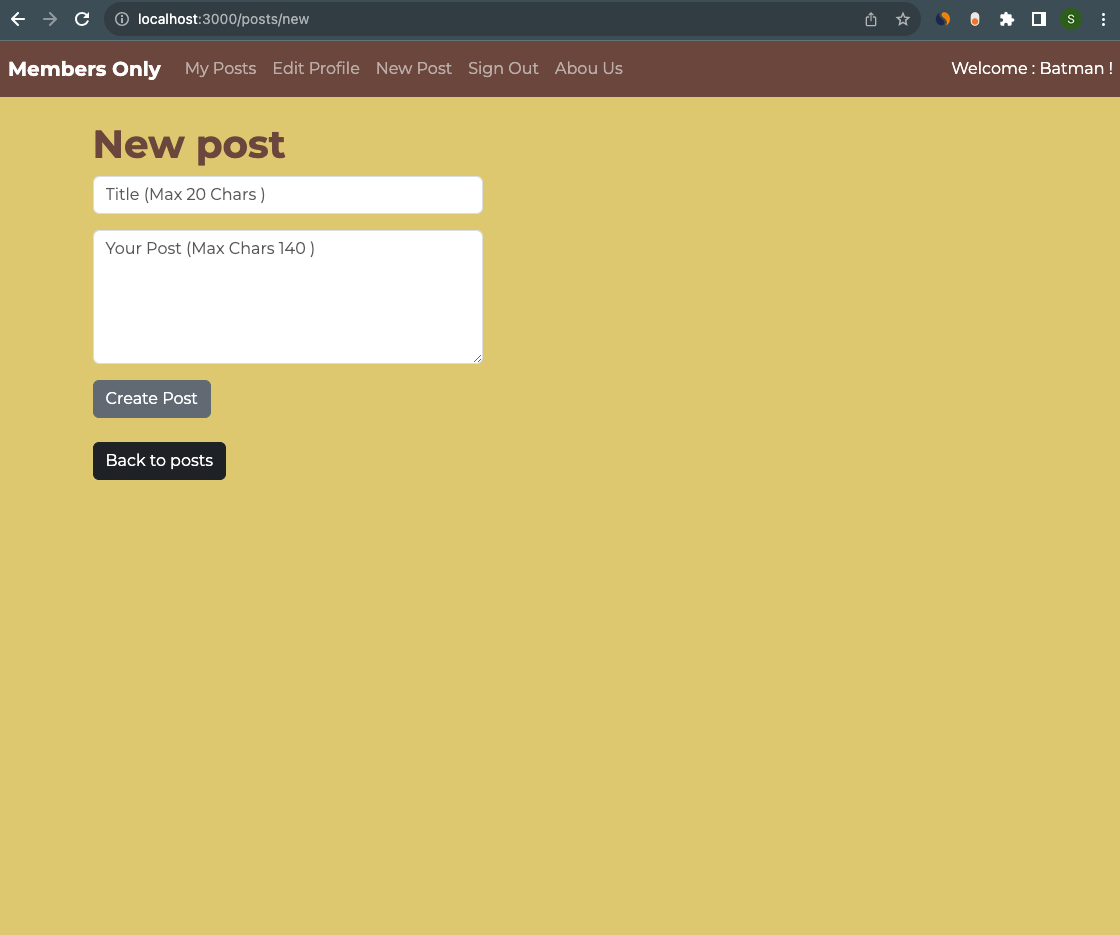 localhost:3000/posts/new
S
Members Only My Posts Edit Profile New Post Sign Out Abou Us Welcome : Batman !
New post
Title (Max 20 Chars )
Your Post (Max Chars 140 )
Create Post
Back to posts